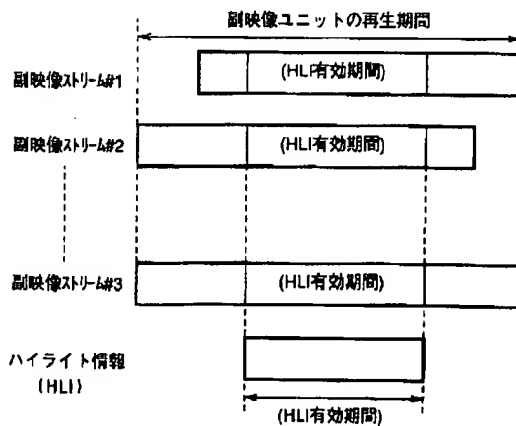 副映像ユニットの再生期間
副映像ストリーム#1
(HLI有効期間)
副映像ストリーム#2
(HLI有効期間)
副映像ストリーム#3
(HLI有効期間)
ハイライト情報
(HLI)
(HLI有効期間)